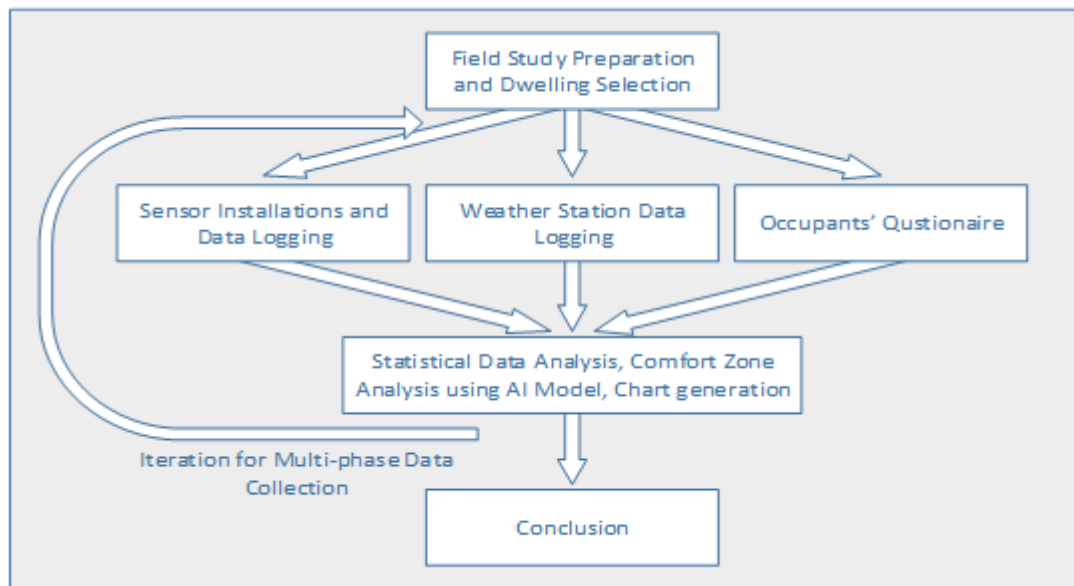 Field Study Preparation
and Dwelling Selection
Sensor Installations and
Data Logging
Weather Station Data
Logging
Occupants’ Qustionaire
Statistical Data Analysis, Comfort Zone
Analysis using AI Model, Chart generation
Iteration for Multi-phase Data
Collection
Conclusion